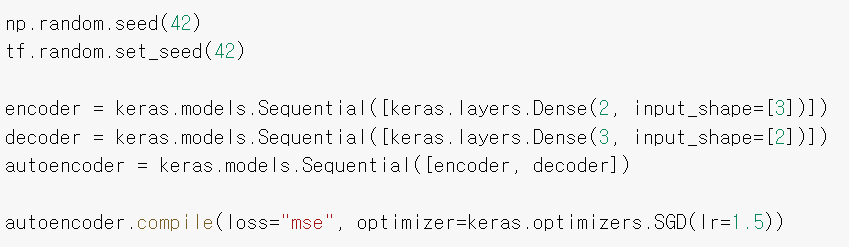 np.random.seed(42)
tf.random.set_seed(42)
encoder = keras.models.Sequential([keras.layers.Dense(2, input_shape=[3])])
decoder = keras.models.Sequential([keras.layers.Dense(3, input_shape=[2])])
autoencoder = keras.models.Sequential([encoder, decoder])
autoencoder.compile(loss="mse", optimizer=keras.optimizers.SGD(lr=1.5))